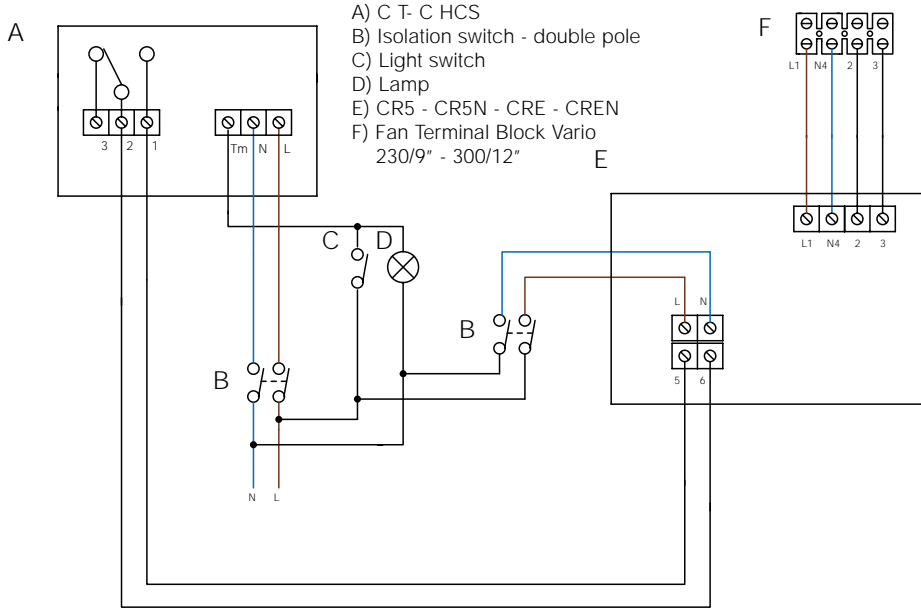 A
A) C T- C HCS
B) Isolation switch - double pole
C) Light switch
D) Lamp
E) CR5 - CR5N - CRE - CREN
F) Fan Terminal Block Vario
230/9" - 300/12"
F
L1 N4 2 3
3 2 1
Tm N L
E
L1 N4 2 3
C D
L N
B
B
5 6
N L